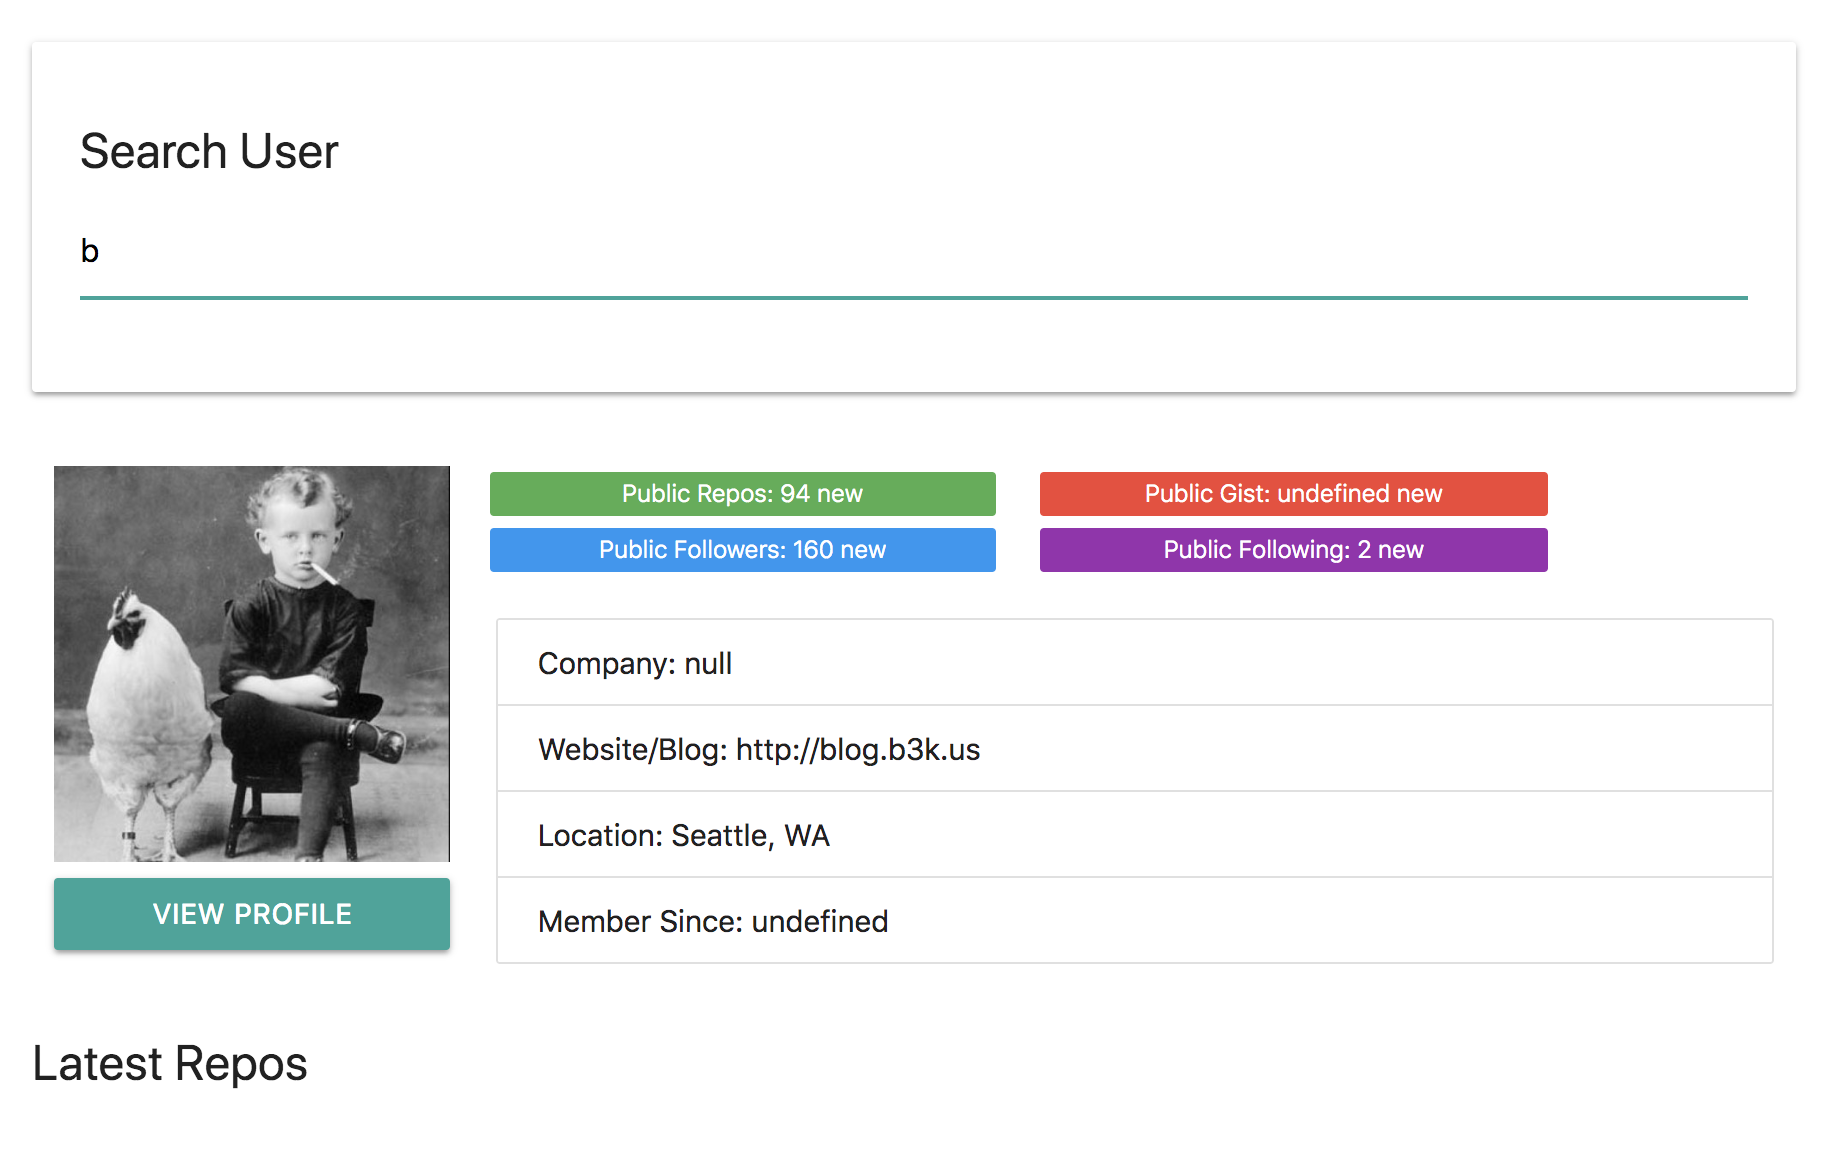 Search User
b
Public Repos: 94 new
Public Gist: undefined new
Public Followers: 160 new
Public Following: 2 new
Company: null
Website/Blog: http://blog.b3k.us
Location: Seattle, WA
Member Since: undefined
VIEW PROFILE
Latest Repos